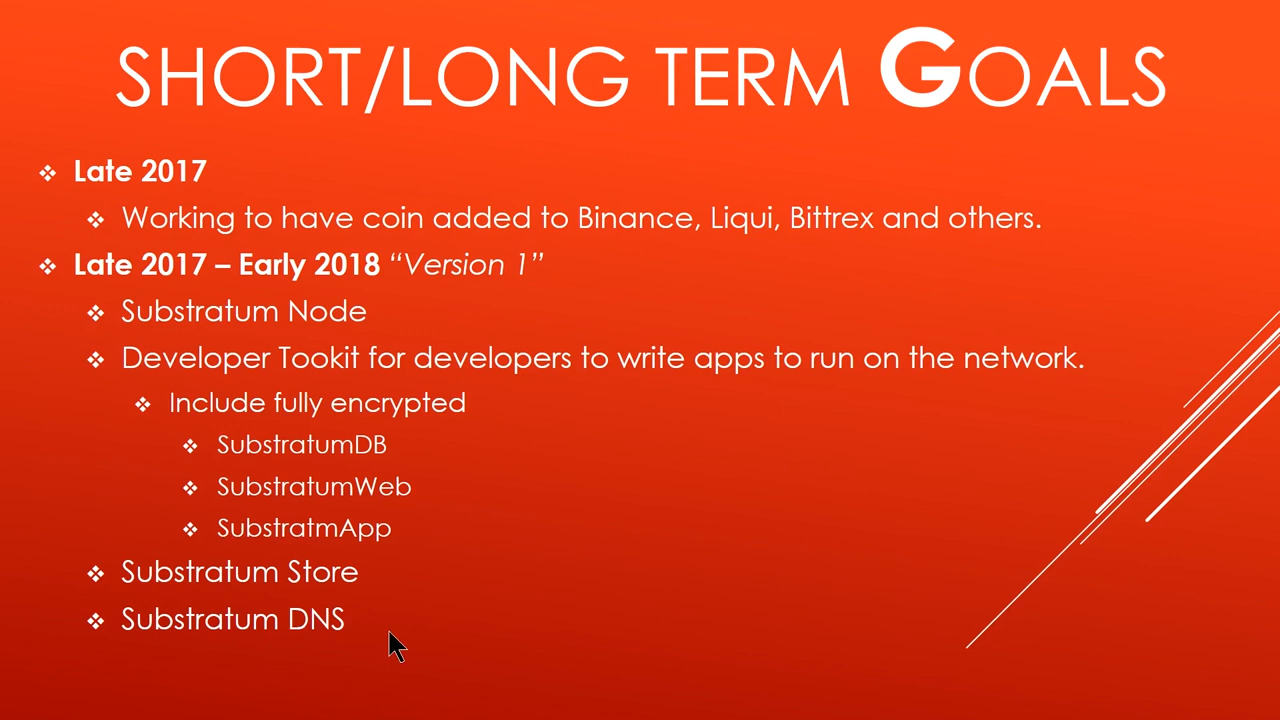 SHORT/LONG TERM GOALS
Late 2017
Working to have coin added to Binance, Liqui, Bittrex and others.
Late 2017 – Early 2018 “Version 1”
Substratum Node
Developer Tookit for developers to write apps to run on the network.
Include fully encrypted
SubstratumDB
SubstratumWeb
SubstratmApp
Substratum Store
Substratum DNS